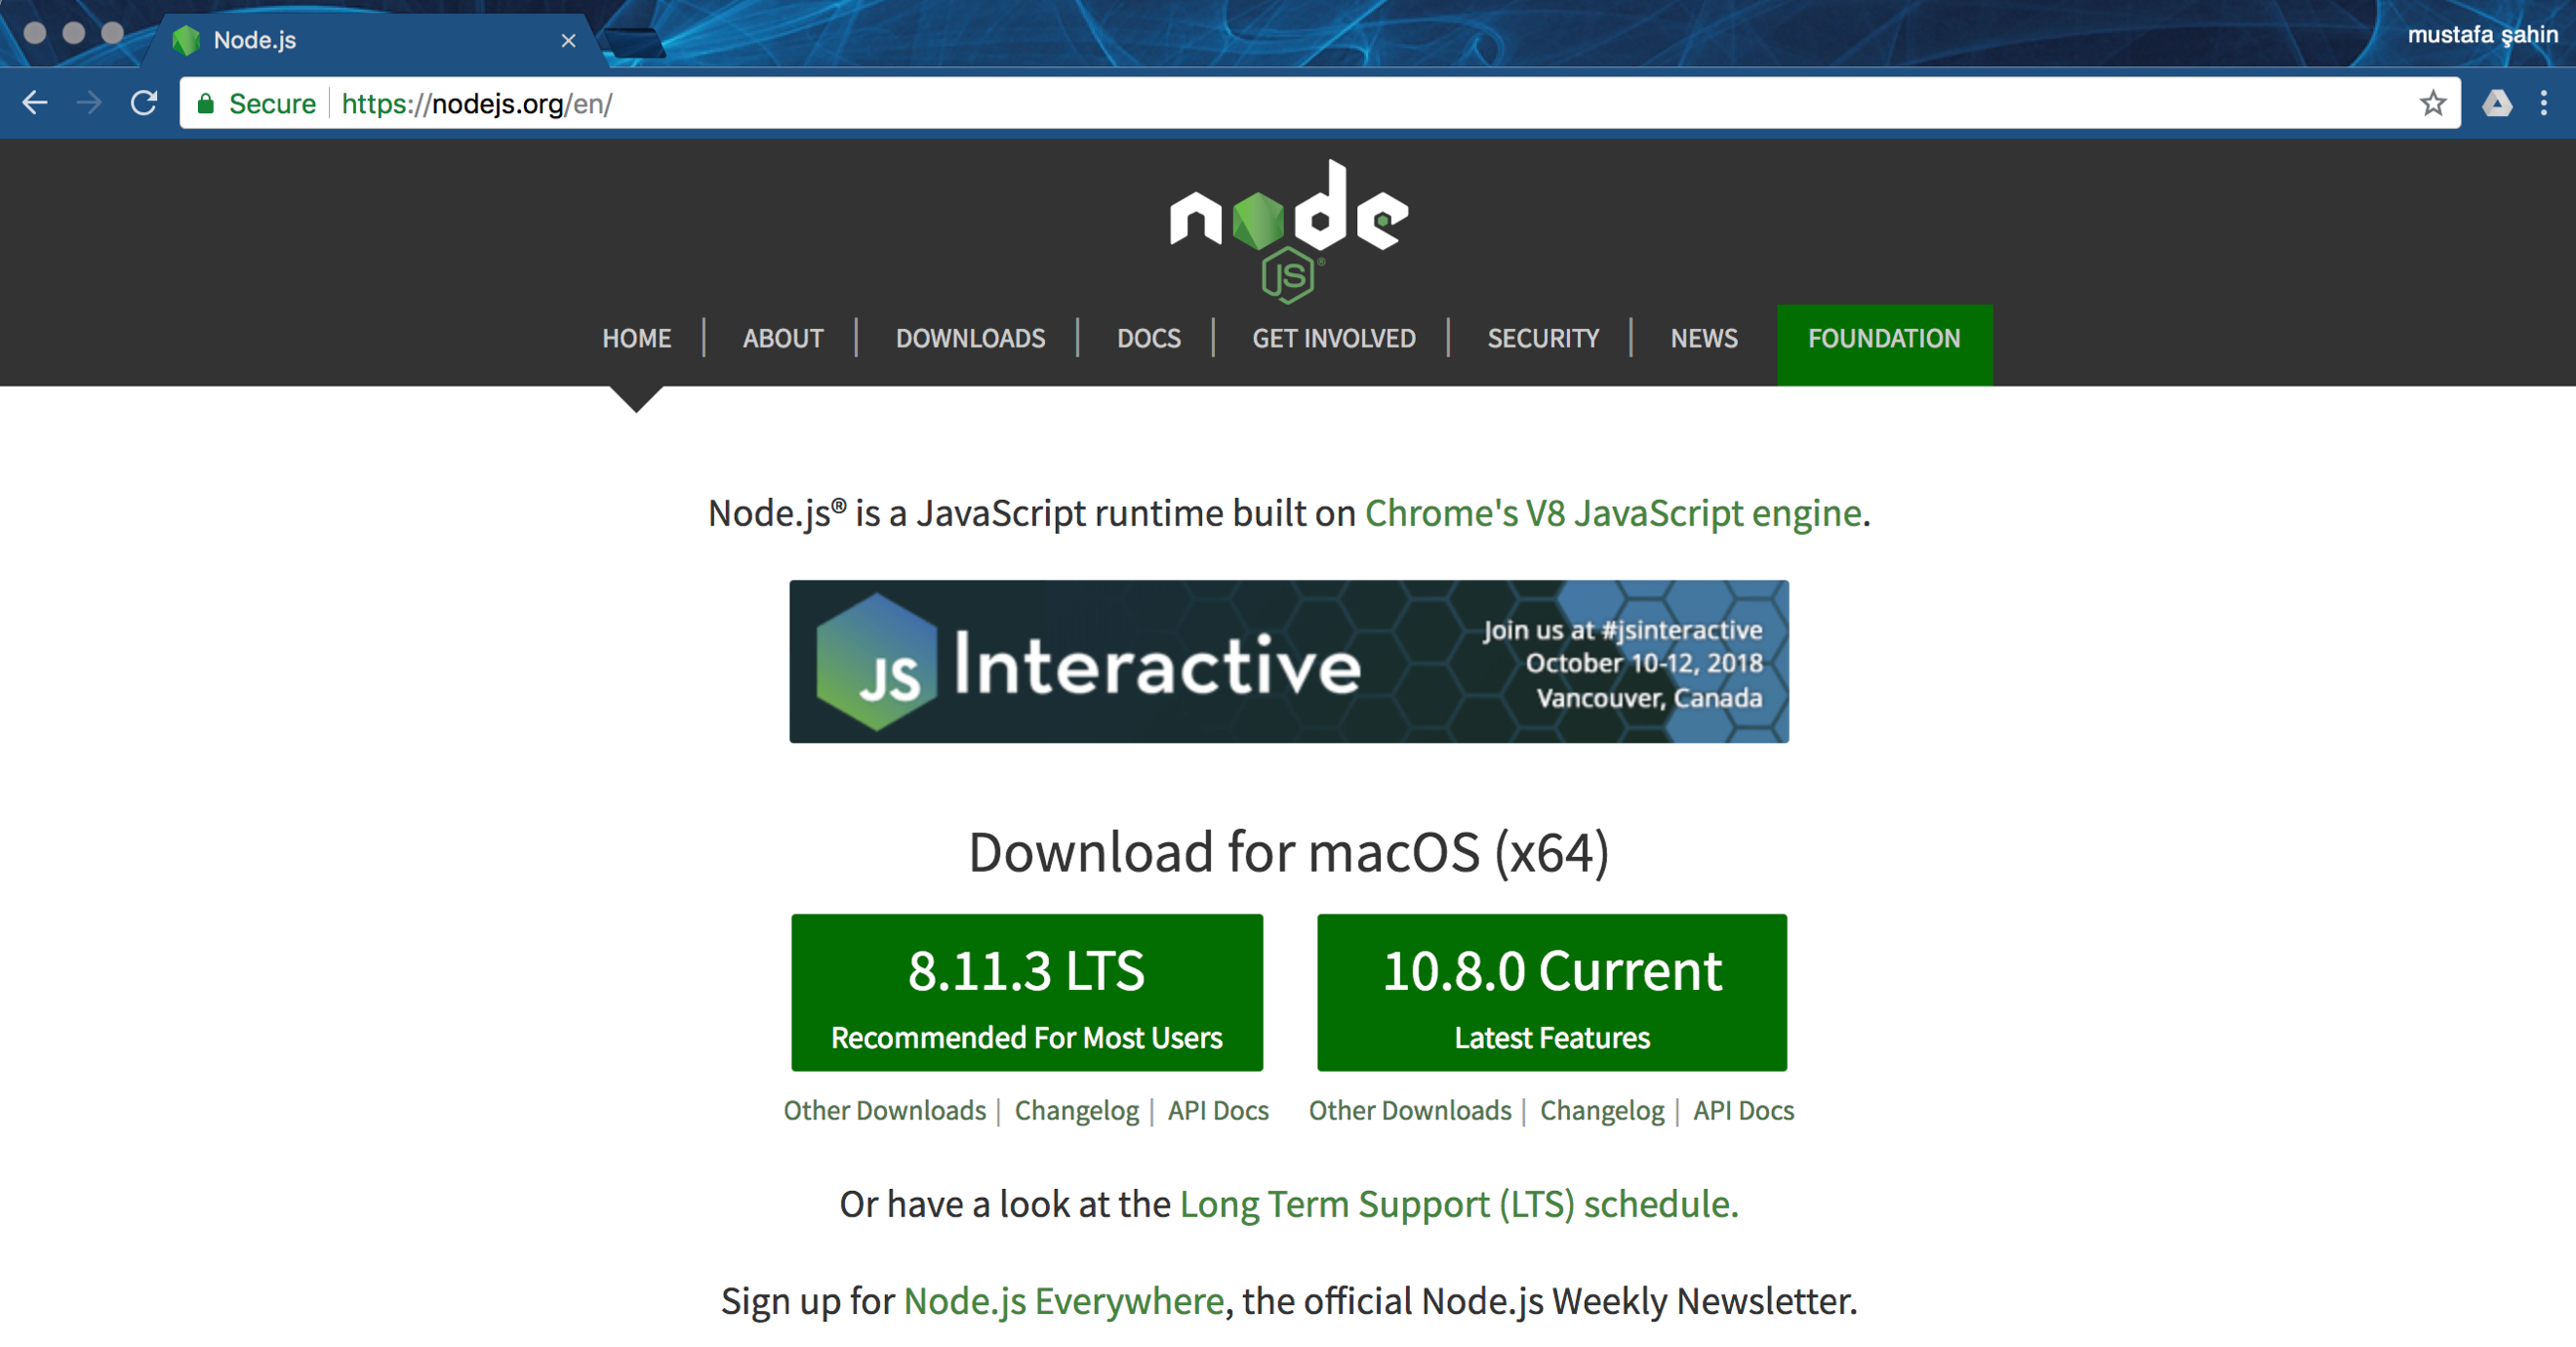 Node.js
mustafa şahin
Secure https://nodejs.org/en/
node
JS®
HOME ABOUT DOWNLOADS DOCS GET INVOLVED SECURITY NEWS FOUNDATION
Node.js® is a JavaScript runtime built on Chrome's V8 JavaScript engine.
JS Interactive
Join us at #jsinteractive
October 10-12, 2018
Vancouver, Canada
Download for macOS (x64)
8.11.3 LTS
Recommended For Most Users
10.8.0 Current
Latest Features
Other Downloads | Changelog | API Docs
Other Downloads | Changelog | API Docs
Or have a look at the Long Term Support (LTS) schedule.
Sign up for Node.js Everywhere, the official Node.js Weekly Newsletter.